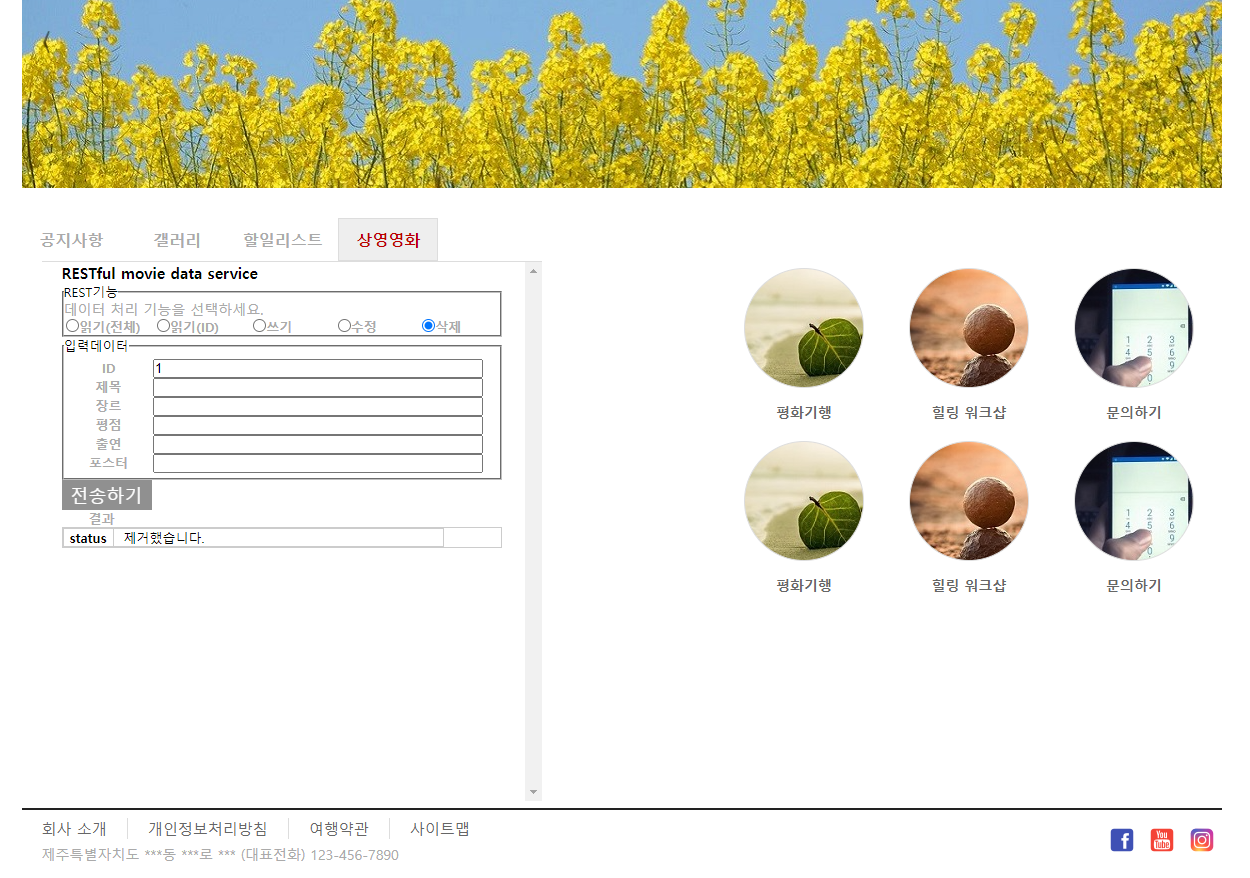 공지사항 갤러리 할일리스트 상영영화
RESTful movie data service
REST기능
데이터 처리 기능을 선택하세요.
읽기(전체) 읽기(ID) 쓰기 수정 삭제
입력데이터
ID 1
제목
장르
평점
출연
포스터
전송하기
결과
status 제거했습니다.
평화기행 힐링 워크샵 문의하기
평화기행 힐링 워크샵 문의하기
회사 소개 개인정보처리방침 여행약관 사이트맵
제주특별자치도 ***동 ***로 *** (대표전화) 123-456-7890
f You Tube